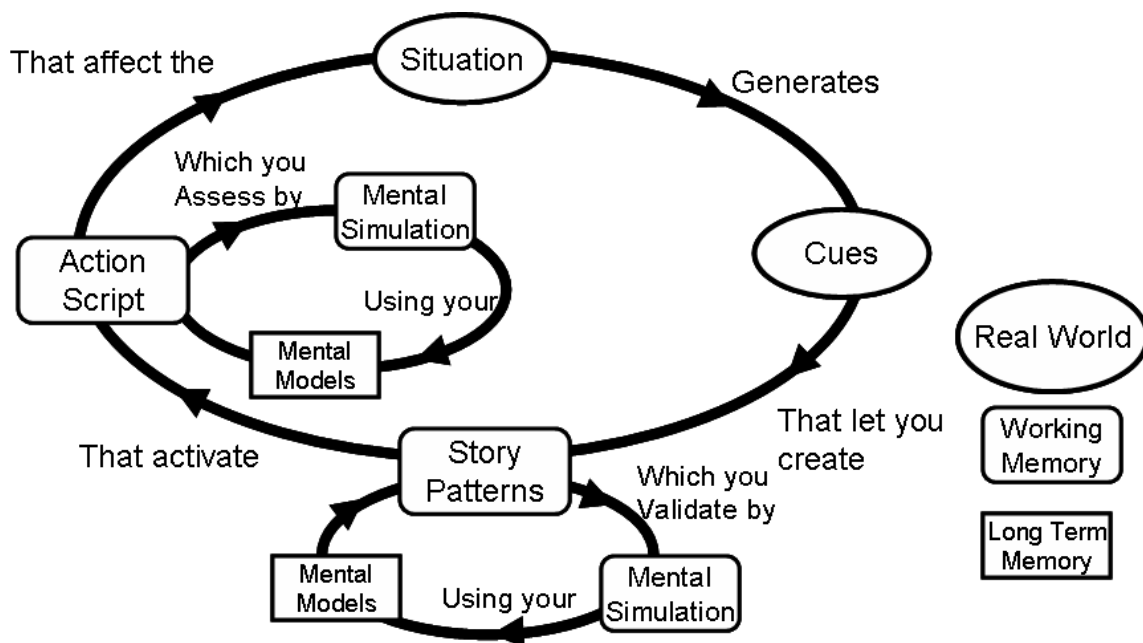 Situation
That affect the
Generates
Which you
Assess by
Mental
Simulation
Action
Script
Cues
Using your
Mental
Models
Real World
That activate
Story
Patterns
That let you
create
Working
Memory
Which you
Validate by
Long Term
Memory
Mental
Models
Using your
Mental
Simulation